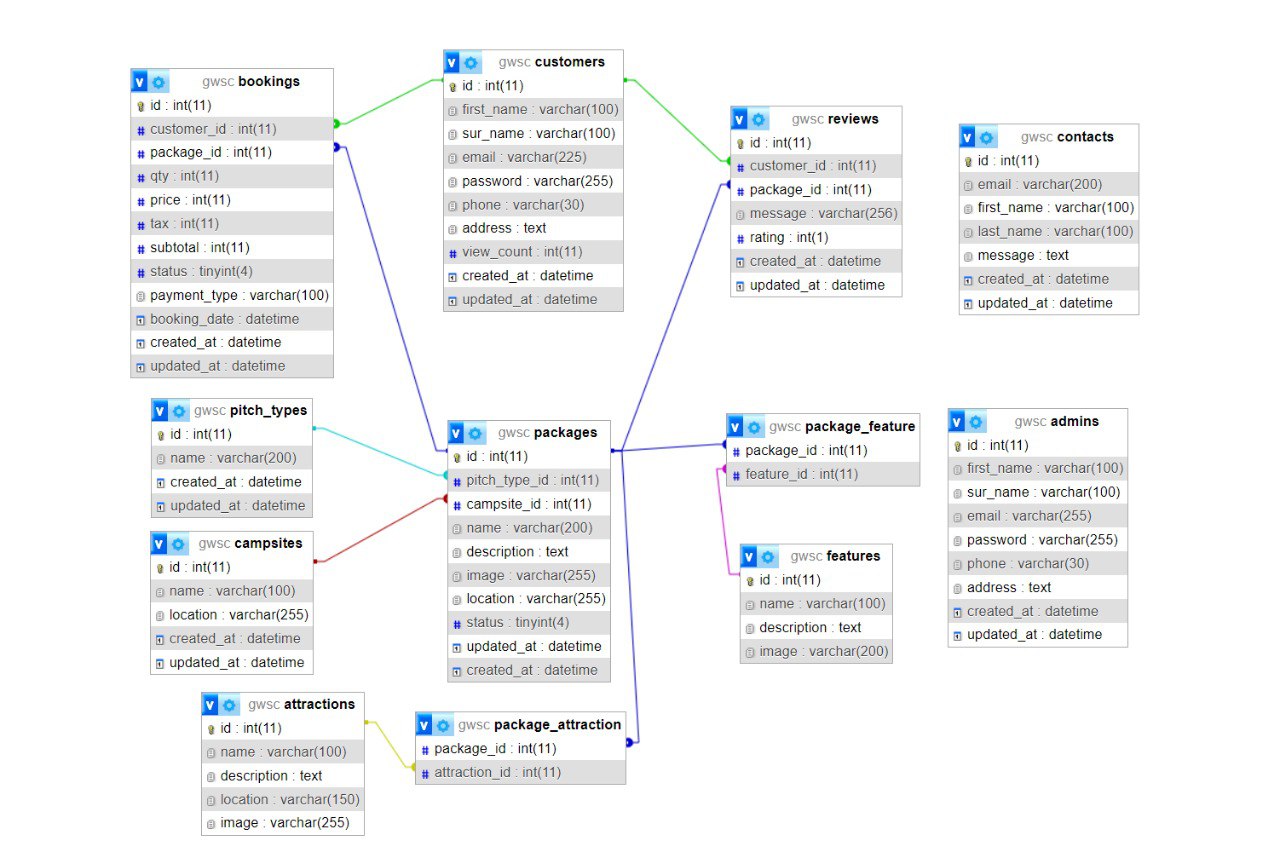 gwsc bookings
id : int(11)
customer_id : int(11)
package_id : int(11)
qty : int(11)
price : int(11)
tax : int(11)
subtotal : int(11)
status : tinyint(4)
payment_type : varchar(100)
booking_date : datetime
created_at : datetime
updated_at : datetime
gwsc customers
id : int(11)
first_name : varchar(100)
sur_name : varchar(100)
email : varchar(225)
password : varchar(255)
phone : varchar(30)
address : text
view_count : int(11)
created_at : datetime
updated_at : datetime
gwsc reviews
id : int(11)
customer_id : int(11)
package_id : int(11)
message : varchar(256)
rating : int(1)
created_at : datetime
updated_at : datetime
gwsc contacts
id : int(11)
email : varchar(200)
first_name : varchar(100)
last_name : varchar(100)
message : text
created_at : datetime
updated_at : datetime
gwsc pitch_types
id : int(11)
name : varchar(200)
created_at : datetime
updated_at : datetime
gwsc campsites
id : int(11)
name : varchar(100)
location : varchar(255)
created_at : datetime
updated_at : datetime
gwsc packages
id : int(11)
pitch_type_id : int(11)
campsite_id : int(11)
name : varchar(200)
description : text
image : varchar(255)
location : varchar(255)
status : tinyint(4)
updated_at : datetime
created_at : datetime
gwsc package_feature
package_id : int(11)
feature_id : int(11)
gwsc features
id : int(11)
name : varchar(100)
description : text
image : varchar(200)
gwsc admins
id : int(11)
first_name : varchar(100)
sur_name : varchar(100)
email : varchar(255)
password : varchar(255)
phone : varchar(30)
address : text
created_at : datetime
updated_at : datetime
gwsc attractions
id : int(11)
name : varchar(100)
description : text
location : varchar(150)
image : varchar(255)
gwsc package_attraction
package_id : int(11)
attraction_id : int(11)